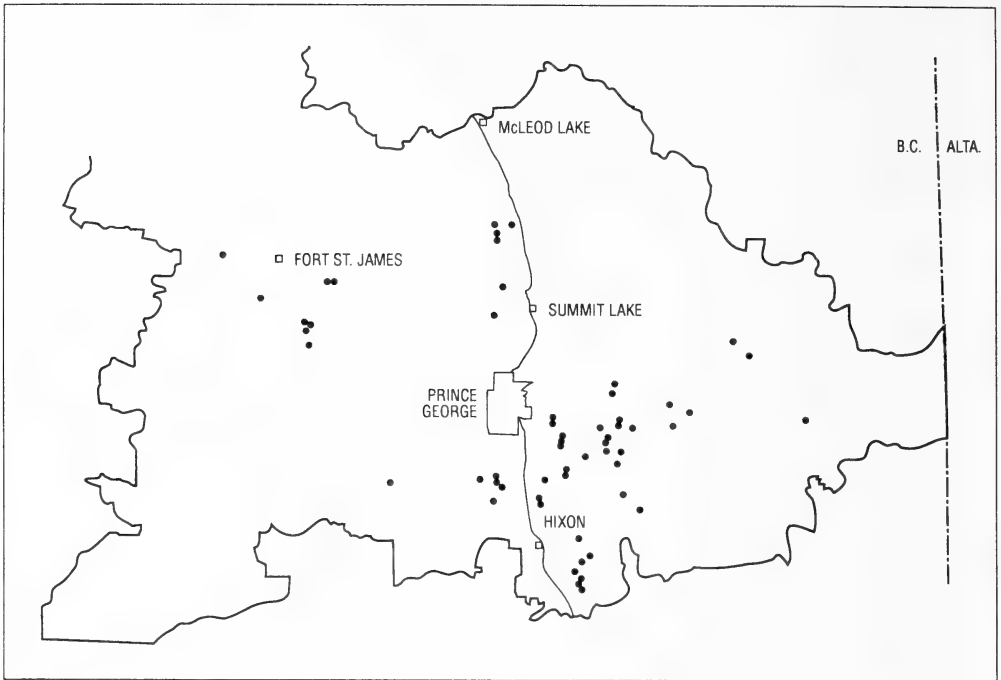 McLEOD LAKE
B.C. ALTA.
FORT ST. JAMES
SUMMIT LAKE
PRINCE
GEORGE
HIXON